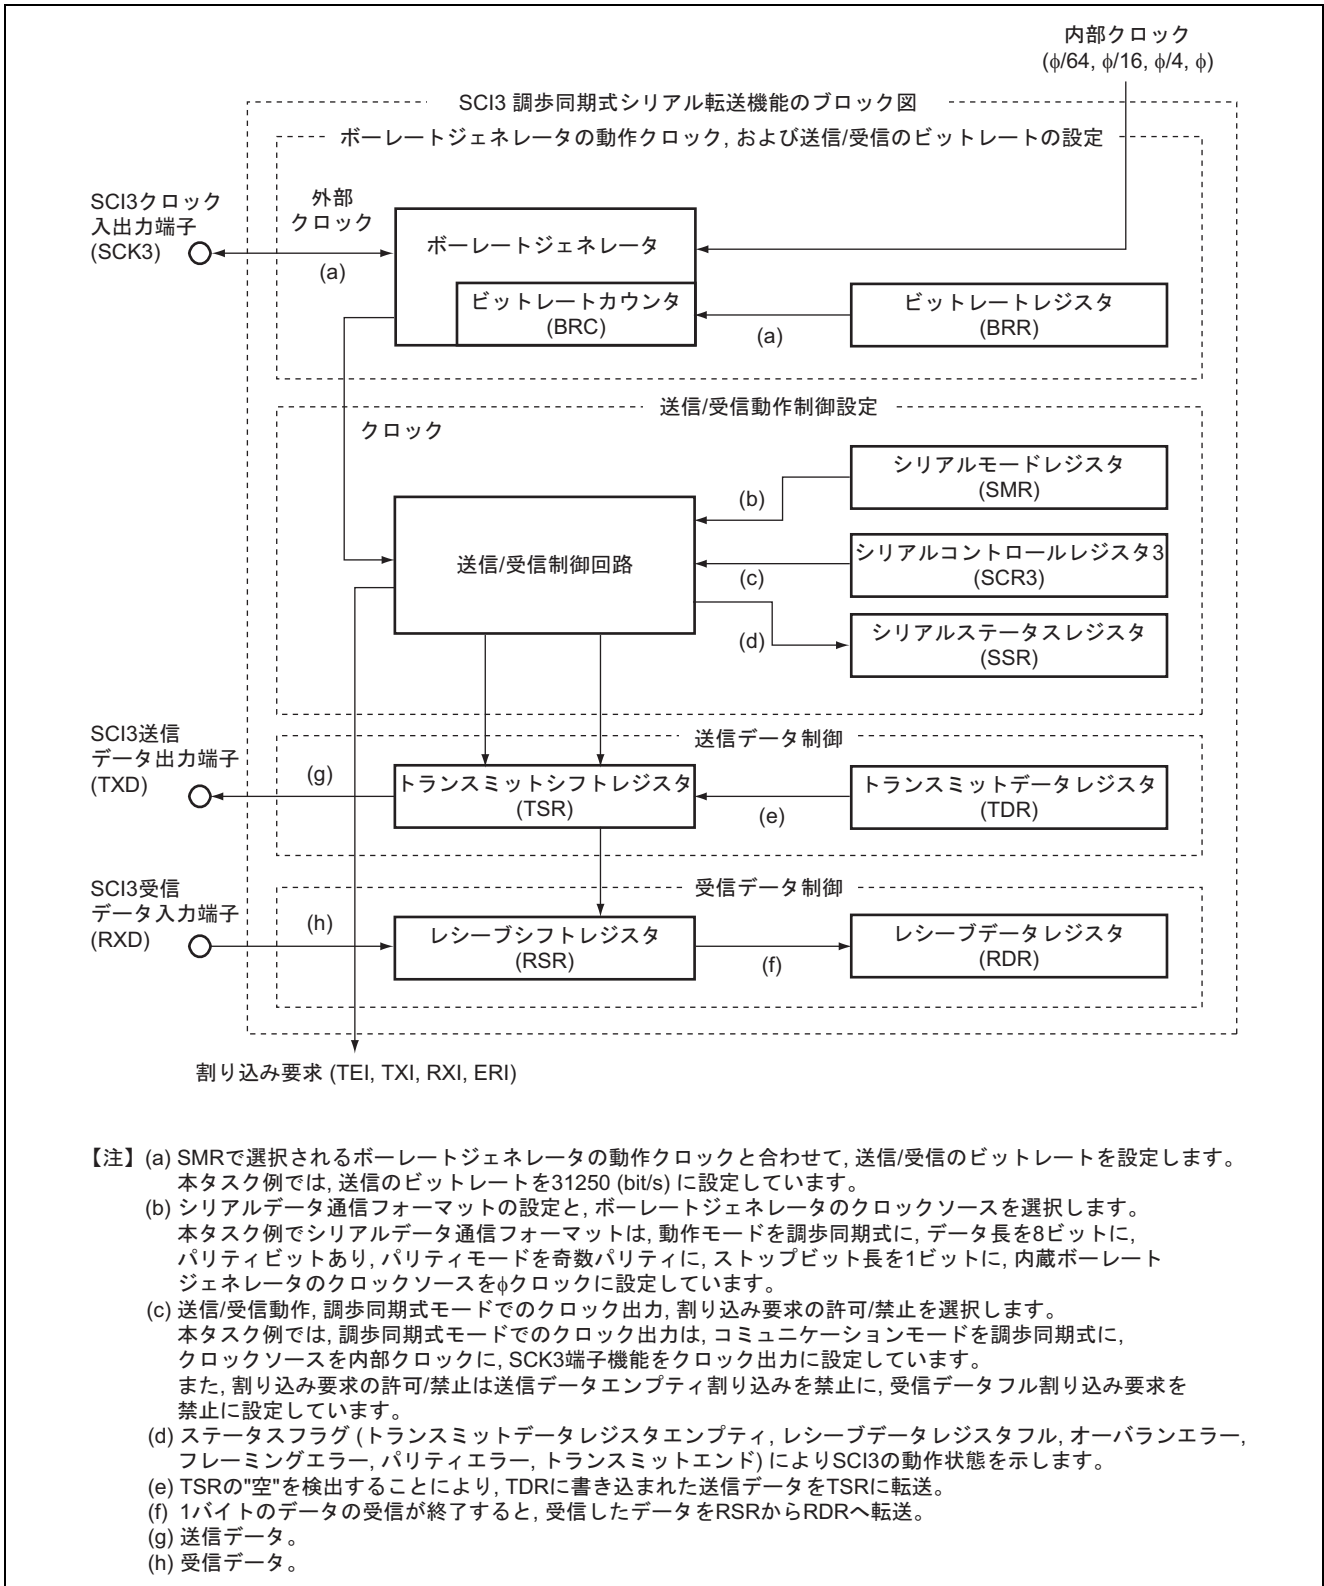 内部クロック
(ϕ/64, ϕ/16, ϕ/4, ϕ)
SCI3 調歩同期式シリアル転送機能のブロック図
ボーレートジェネレータの動作クロック, および送信/受信のビットレートの設定
SCI3クロック
入出力端子
(SCK3)
外部
クロック
(a)
ボーレートジェネレータ
ビットレートカウンタ
(BRC)
(a)
ビットレートレジスタ
(BRR)
送信/受信動作制御設定
クロック
シリアルモードレジスタ
(SMR)
(b)
送信/受信制御回路
シリアルコントロールレジスタ3
(SCR3)
(c)
シリアルステータスレジスタ
(SSR)
(d)
SCI3送信
データ出力端子
(TXD)
送信データ制御
(g)
トランスミットシフトレジスタ
(TSR)
(e)
トランスミットデータレジスタ
(TDR)
SCI3受信
データ入力端子
(RXD)
受信データ制御
(h)
レシーブシフトレジスタ
(RSR)
(f)
レシーブデータレジスタ
(RDR)
割り込み要求 (TEI, TXI, RXI, ERI)
【注】(a) SMRで選択されるボーレートジェネレータの動作クロックと合わせて, 送信/受信のビットレートを設定します。
本タスク例では, 送信のビットレートを31250 (bit/s) に設定しています。
(b) シリアルデータ通信フォーマットの設定と, ボーレートジェネレータのクロックソースを選択します。
本タスク例でシリアルデータ通信フォーマットは, 動作モードを調歩同期式に, データ長を8ビットに,
パリティビットあり, パリティモードを奇数パリティに, ストップビット長を1ビットに, 内蔵ボーレート
ジェネレータのクロックソースをϕクロックに設定しています。
(c) 送信/受信動作, 調歩同期式モードでのクロック出力, 割り込み要求の許可/禁止を選択します。
本タスク例では, 調歩同期式モードでのクロック出力は, コミュニケーションモードを調歩同期式に,
クロックソースを内部クロックに, SCK3端子機能をクロック出力に設定しています。
また, 割り込み要求の許可/禁止は送信データエンプティ割り込みを禁止に, 受信データフル割り込み要求を
禁止に設定しています。
(d) ステータスフラグ (トランスミットデータレジスタエンプティ, レシーブデータレジスタフル, オーバランエラー,
フレーミングエラー, パリティエラー, トランスミットエンド) によりSCI3の動作状態を示します。
(e) TSRの"空"を検出することにより, TDRに書き込まれた送信データをTSRに転送。
(f) 1バイトのデータの受信が終了すると, 受信したデータをRSRからRDRへ転送。
(g) 送信データ。
(h) 受信データ。